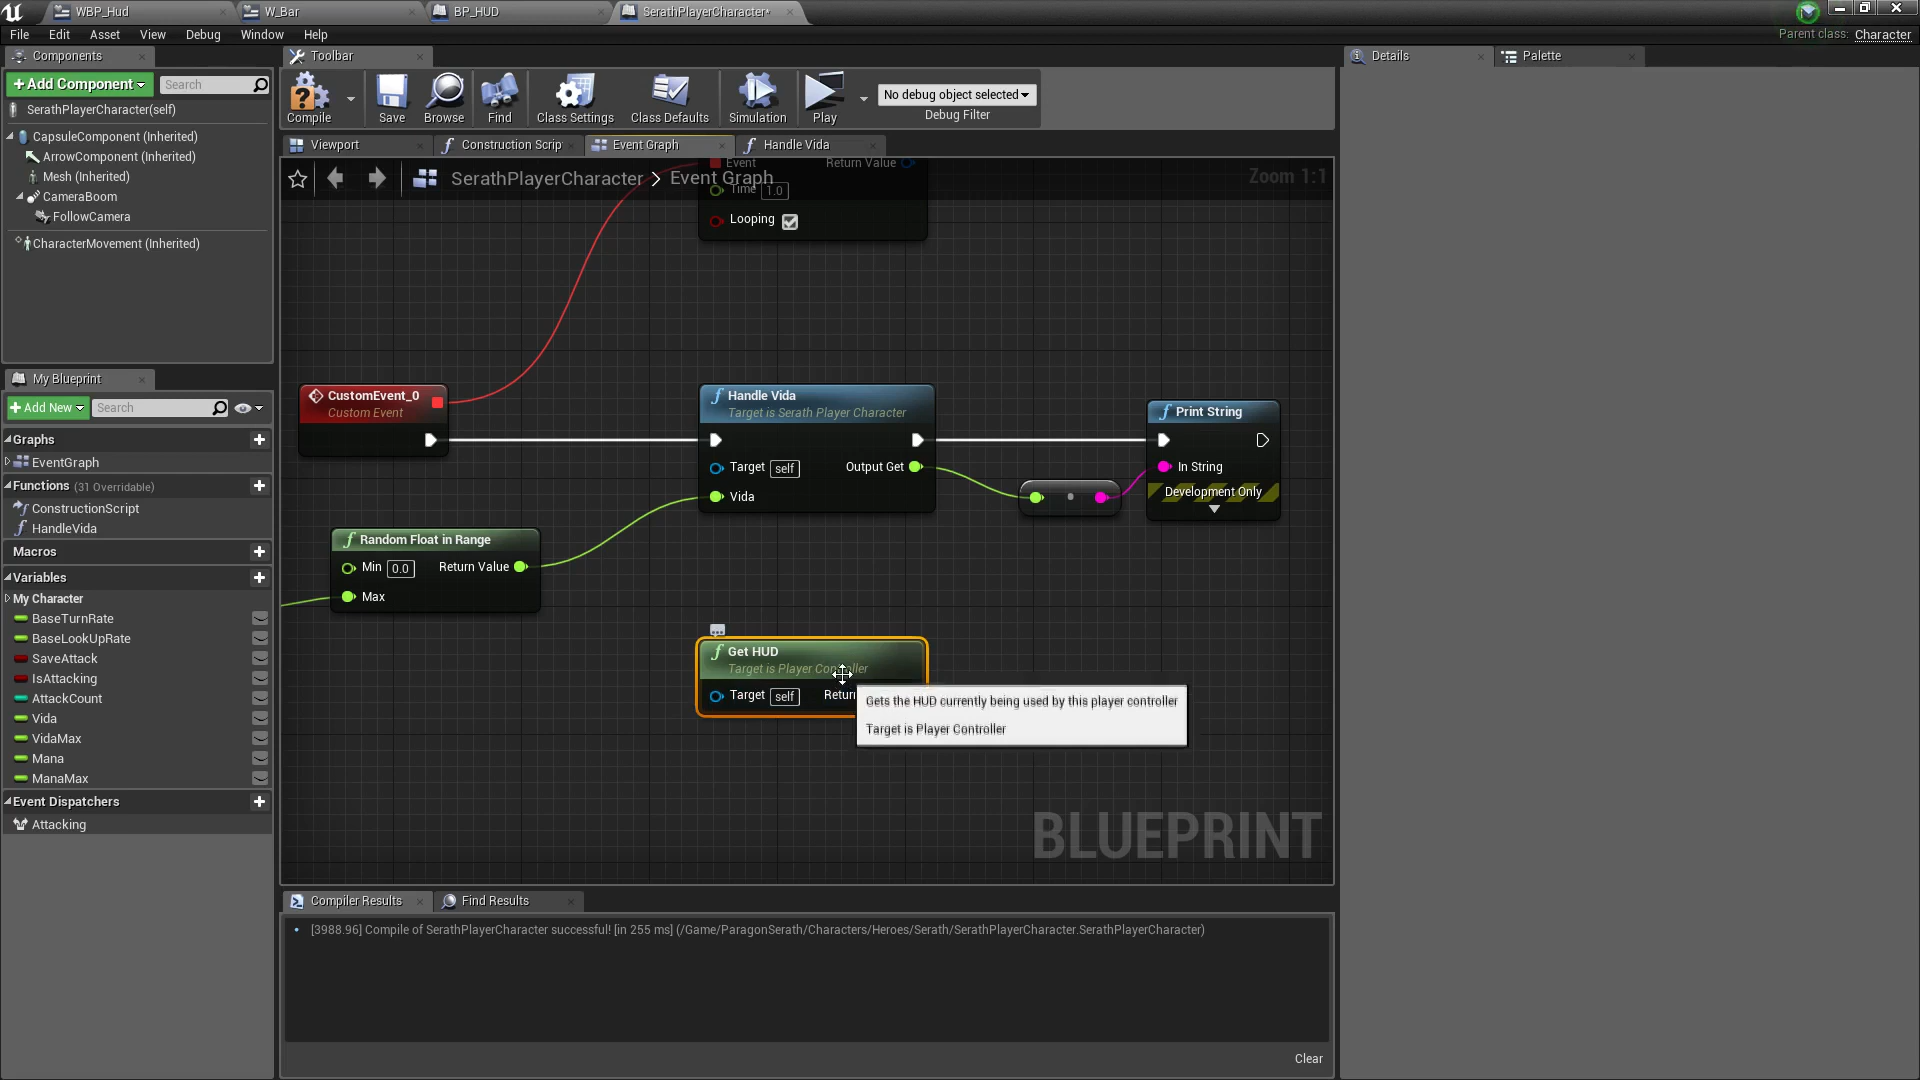 WBP_Hud
W_Bar
BP_HUD
SerathPlayerCharacter*
File Edit Asset View Debug Window Help
Parent class: Character
Components
Toolbar
Details
Palette
+Add Component
Search
SerathPlayerCharacter(self)
CapsuleComponent (Inherited)
ArrowComponent (Inherited)
Mesh (Inherited)
CameraBoom
FollowCamera
CharacterMovement (Inherited)
Compile
Save
Browse
Find
Class Settings
Class Defaults
Simulation
Play
No debug object selected
Debug Filter
Viewport
Construction Scrip
Event Graph
Handle Vida
SerathPlayerCharacter > Event Graph
Zoom 1:1
Event
Return Value
Time 1.0
Looping
My Blueprint
+Add New
Search
Graphs
EventGraph
Functions (31 Overridable)
ConstructionScript
HandleVida
Macros
Variables
My Character
BaseTurnRate
BaseLookUpRate
SaveAttack
IsAttacking
AttackCount
Vida
VidaMax
Mana
ManaMax
Event Dispatchers
Attacking
CustomEvent_0
Custom Event
Handle Vida
Target is Serath Player Character
Target self
Output Get
Vida
Print String
In String
Development Only
Random Float in Range
Min 0.0
Return Value
Max
Get HUD
Target is Player Controller
Target self
Return
Gets the HUD currently being used by this player controller
Target is Player Controller
BLUEPRINT
Compiler Results
Find Results
[3988.96] Compile of SerathPlayerCharacter successful! [in 255 ms] (/Game/ParagonSerath/Characters/Heroes/Serath/SerathPlayerCharacter.SerathPlayerCharacter)
Clear